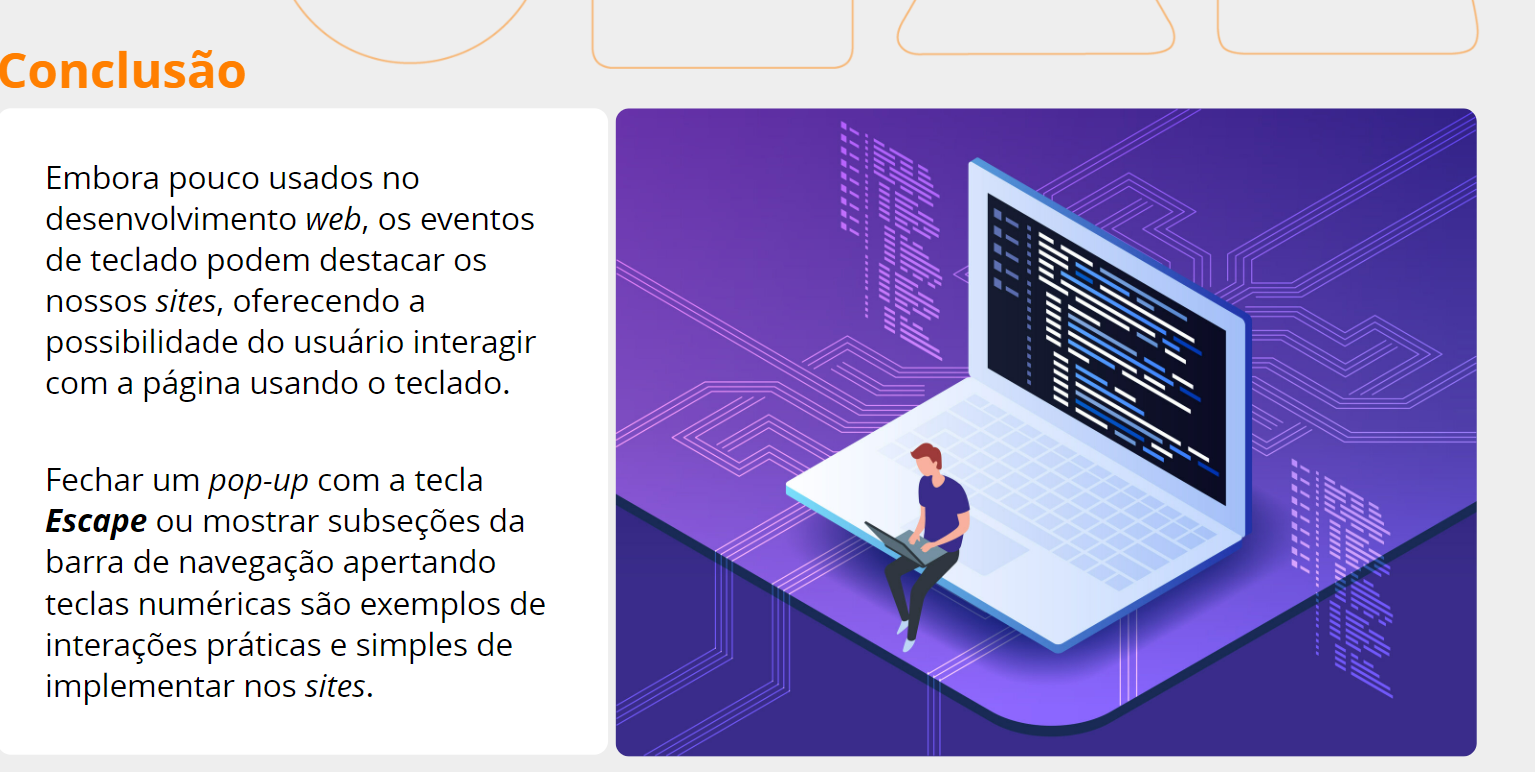 Conclusão
Embora pouco usados no
desenvolvimento web, os eventos
de teclado podem destacar os
nossos sites, oferecendo a
possibilidade do usuário interagir
com a página usando o teclado.
Fechar um pop-up com a tecla
Escape ou mostrar subseções da
barra de navegação apertando
teclas numéricas são exemplos de
interações práticas e simples de
implementar nos sites.